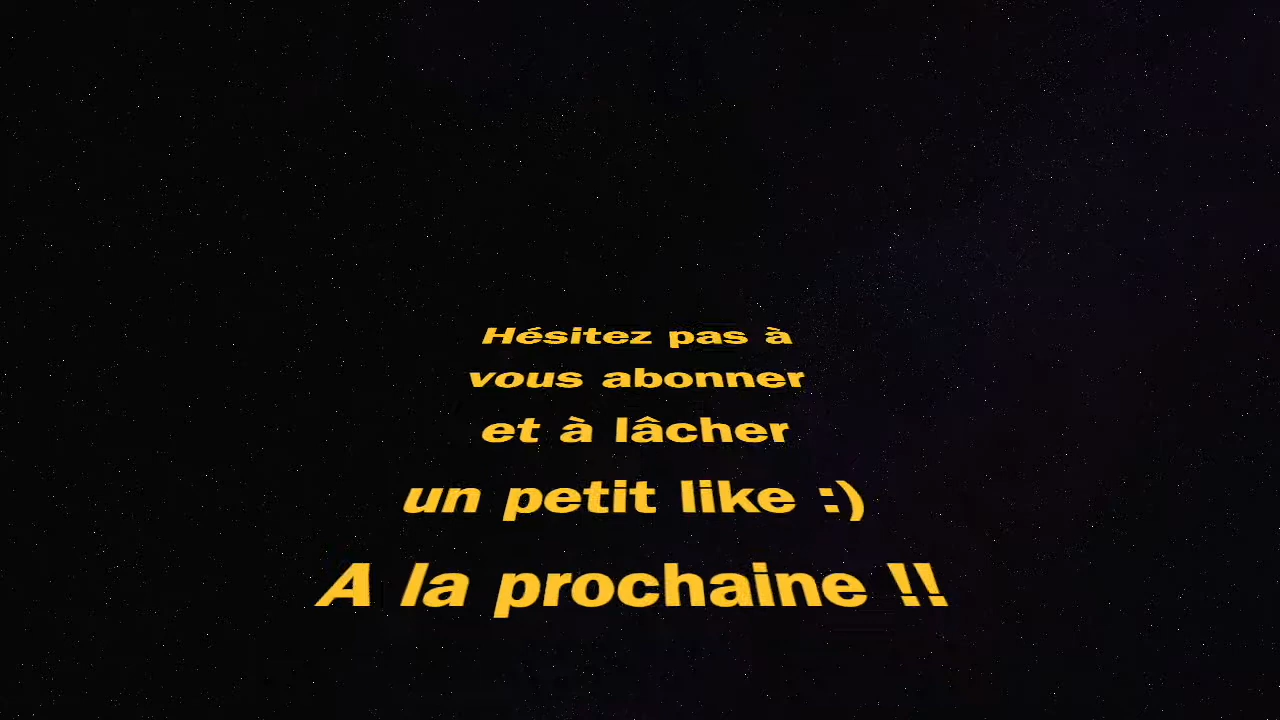 Hésitez pas à
vous abonner
et à lâcher
un petit like :)
A la prochaine !!